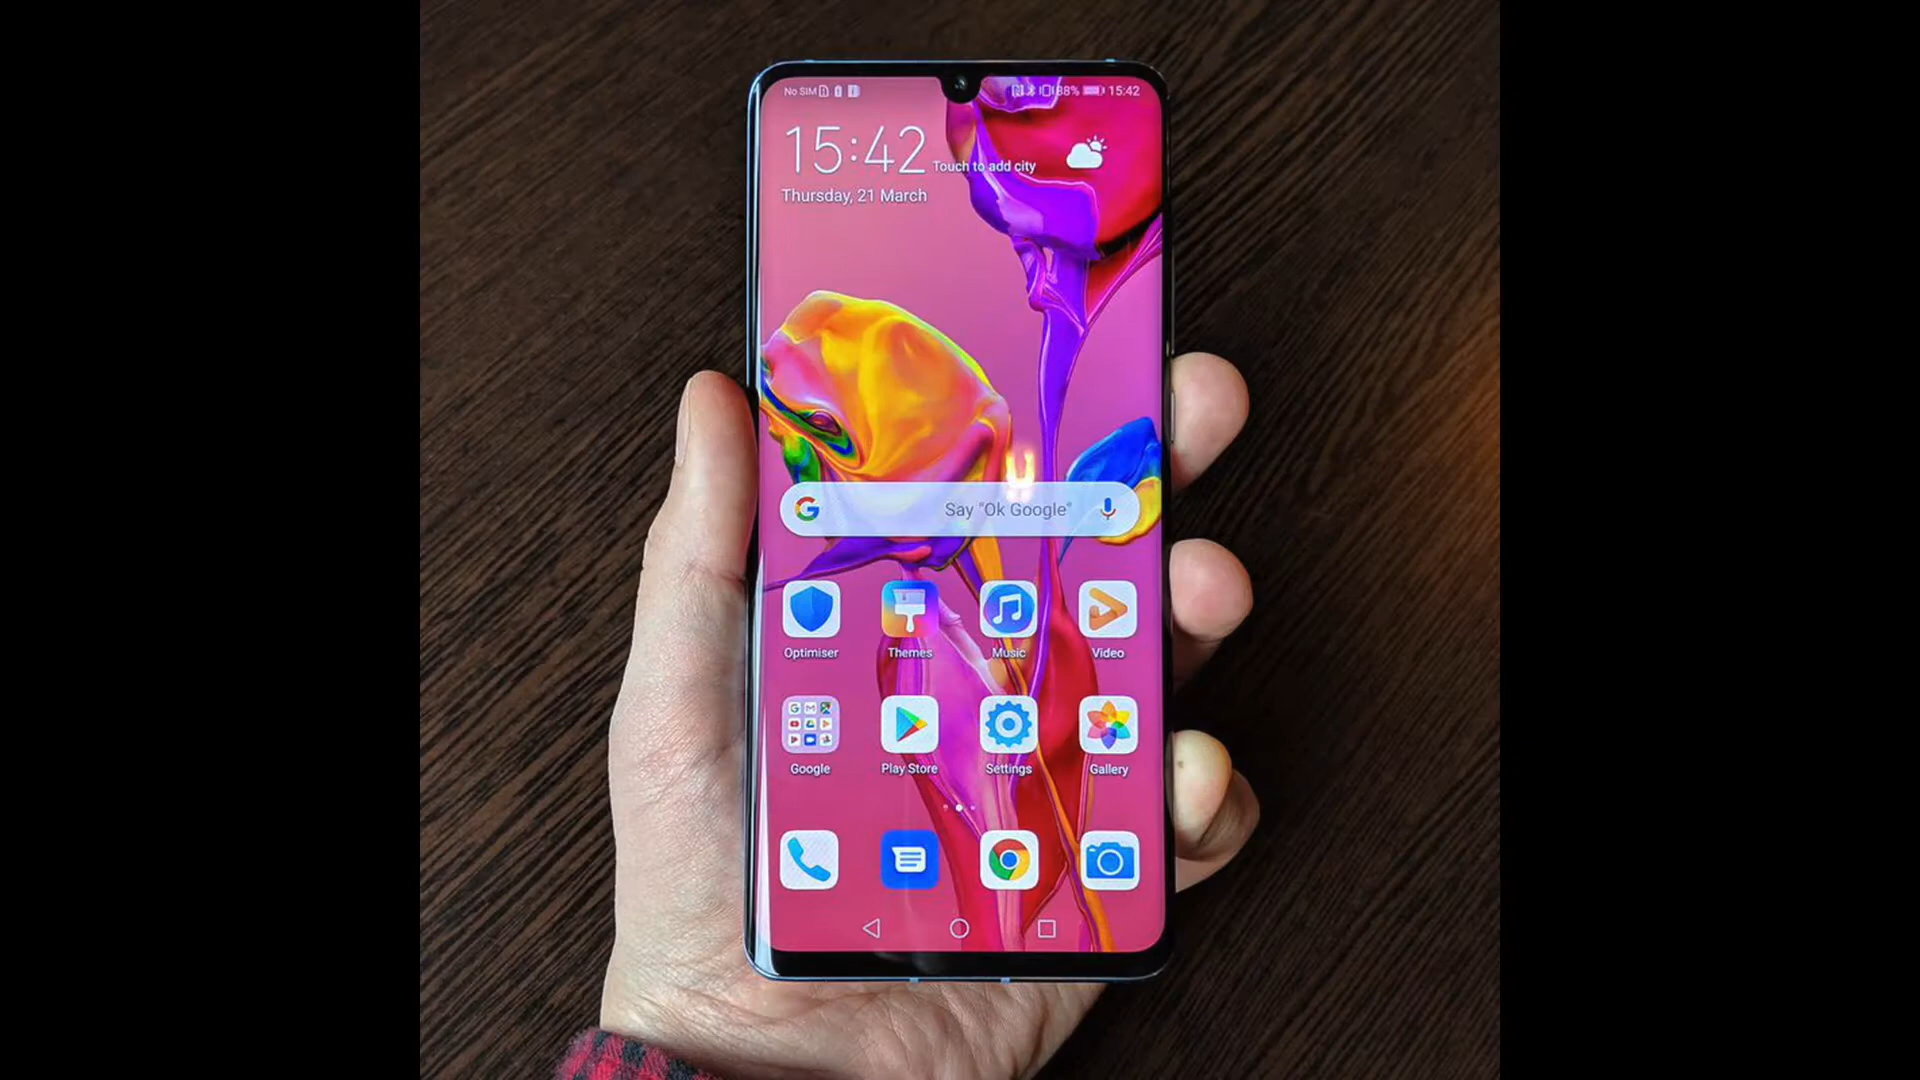 No SIM
88% 15:42
15:42 Touch to add city
Thursday, 21 March
G Say "Ok Google"
Optimiser Themes Music Video
Google Play Store Settings Gallery